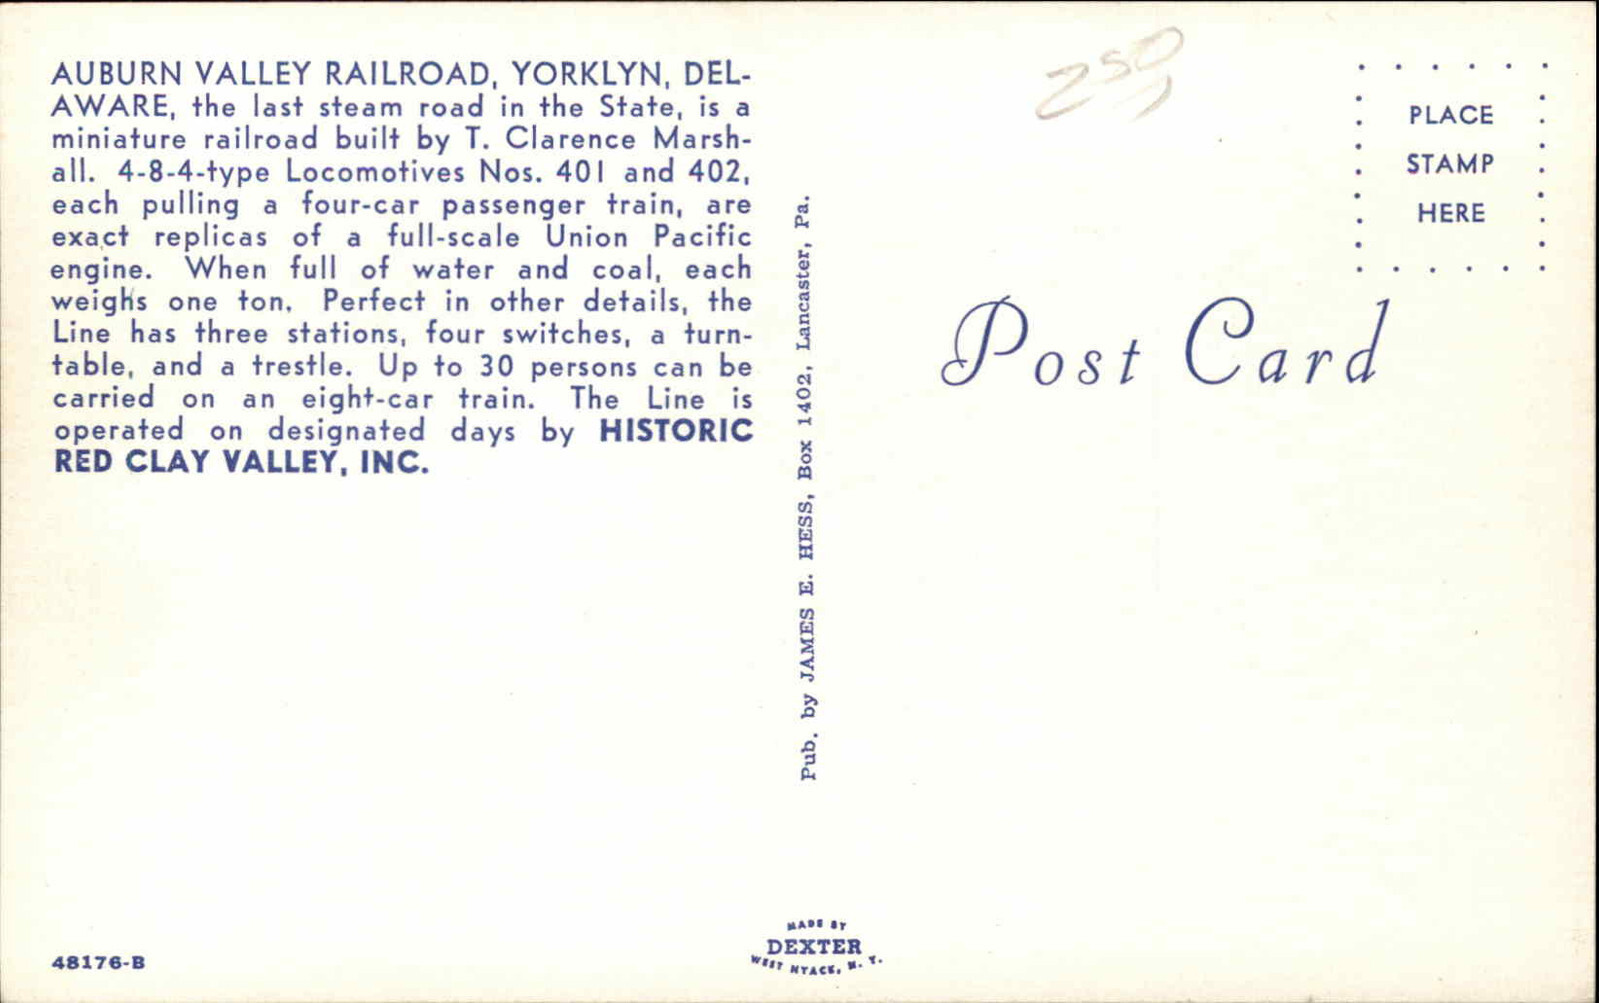 AUBURN VALLEY RAILROAD, YORKLYN, DEL-
AWARE, the last steam road in the State, is a
miniature railroad built by T. Clarence Marsh-
all. 4-8-4-type Locomotives Nos. 401 and 402,
each pulling a four-car passenger train, are
exact replicas of a full-scale Union Pacific
engine. When full of water and coal, each
weighs one ton. Perfect in other details, the
Line has three stations, four switches, a turn-
table, and a trestle. Up to 30 persons can be
carried on an eight-car train. The Line is
operated on designated days by HISTORIC
RED CLAY VALLEY, INC.
48176-B
Pub. by JAMES E. HESS, Box 1402, Lancaster, Pa.
MADE BY
DEXTER
WEST NYACK, N. Y.
250
PLACE
STAMP
HERE
Post Card